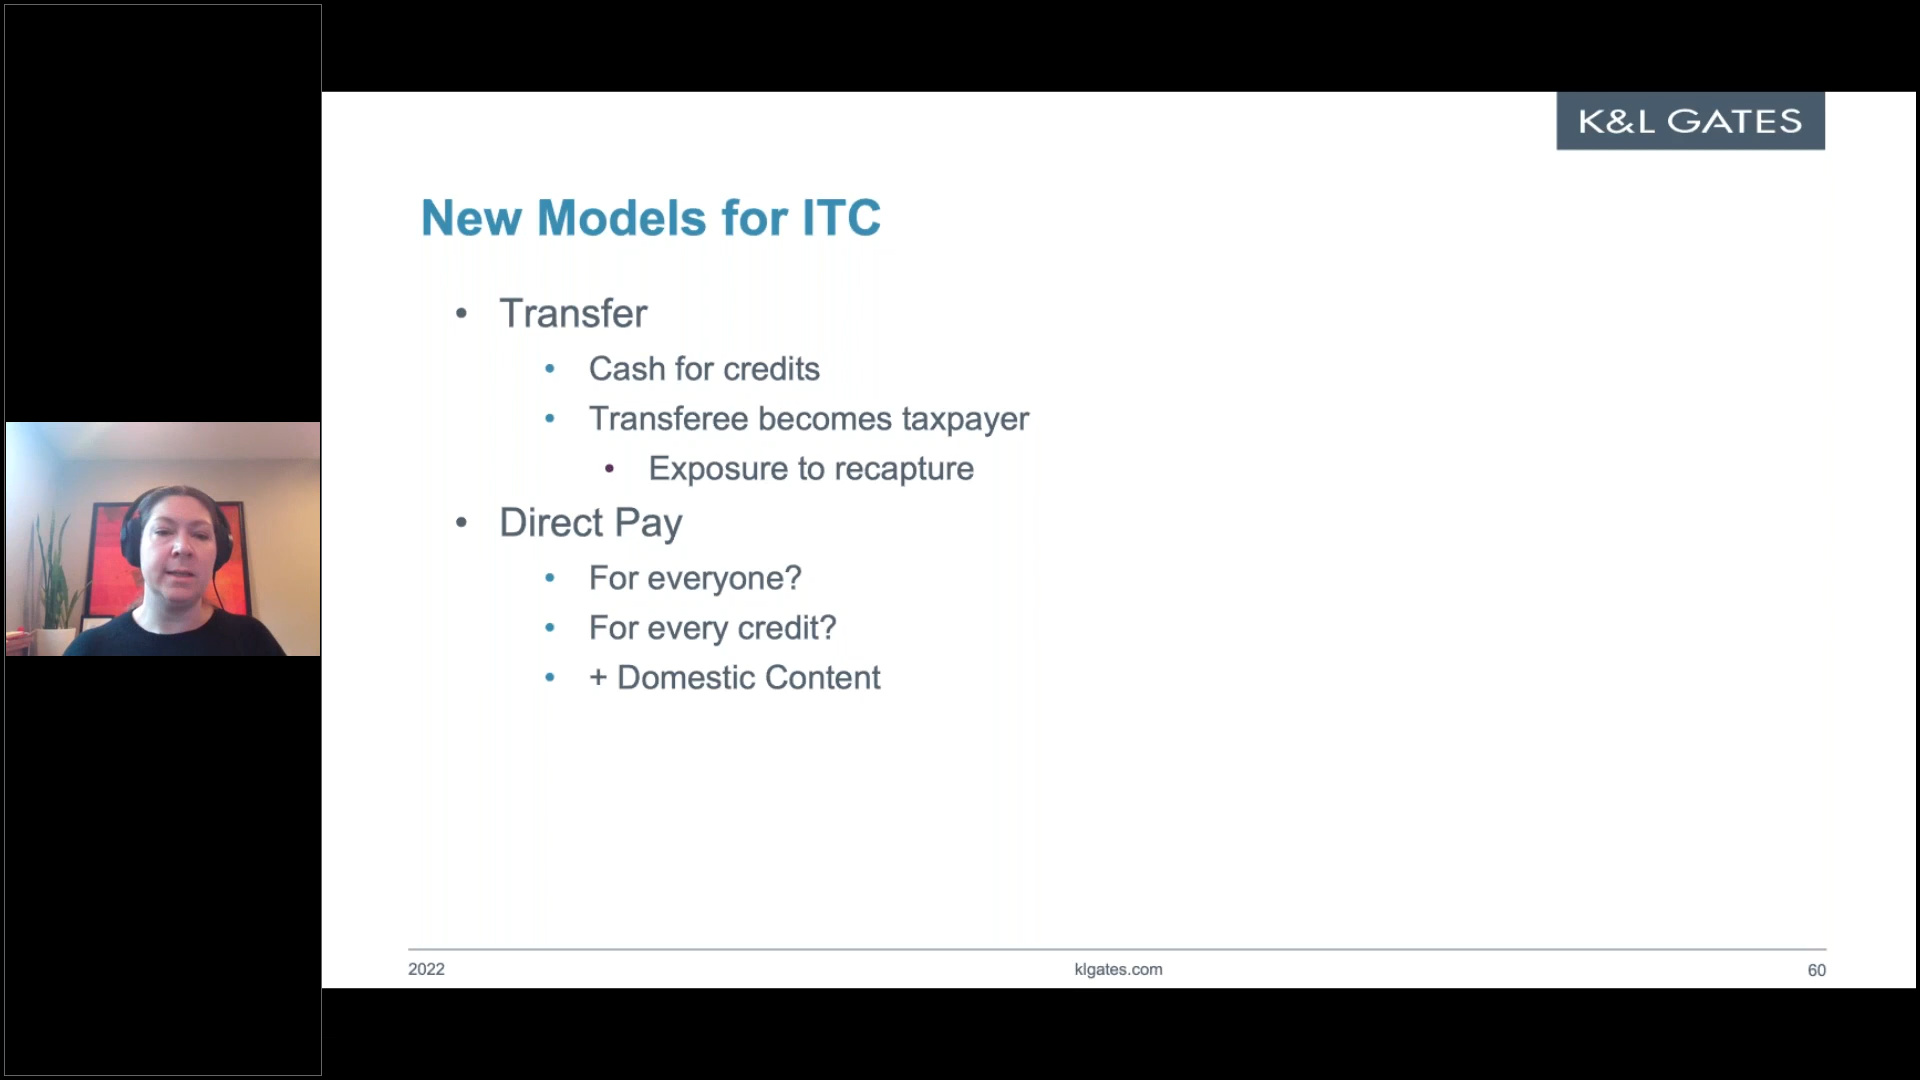 K&L GATES
New Models for ITC
• Transfer
• Cash for credits
• Transferee becomes taxpayer
• Exposure to recapture
• Direct Pay
• For everyone?
• For every credit?
• + Domestic Content
2022 klgates.com 60